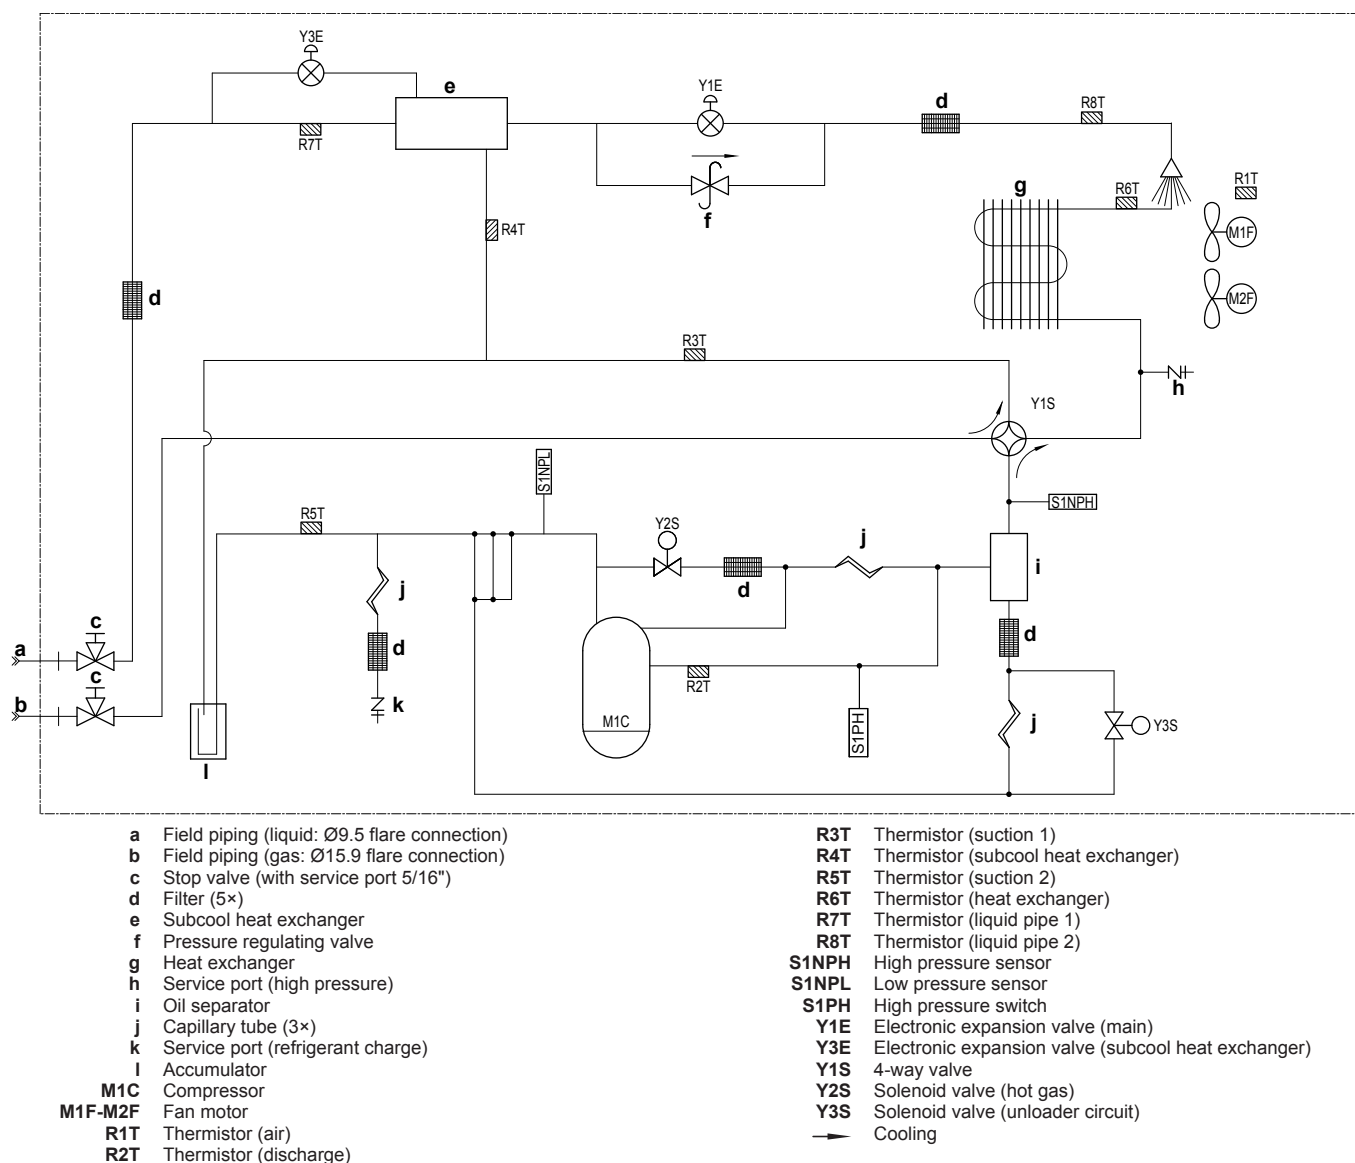 Y3E
e
Y1E
d
R8T
R7T
R1T
g
R6T
f
R4T
M1F
d
M2F
R3T
h
Y1S
S1NPL
S1NPH
R5T
Y2S
j
i
d
j
c
d
d
a
R2T
c
k
b
M1C
S1PH
j
Y3S
l
a Field piping (liquid: Ø9.5 flare connection)
b Field piping (gas: Ø15.9 flare connection)
c Stop valve (with service port 5/16")
d Filter (5×)
e Subcool heat exchanger
f Pressure regulating valve
g Heat exchanger
h Service port (high pressure)
i Oil separator
j Capillary tube (3×)
k Service port (refrigerant charge)
l Accumulator
M1C Compressor
M1F-M2F Fan motor
R1T Thermistor (air)
R2T Thermistor (discharge)
R3T Thermistor (suction 1)
R4T Thermistor (subcool heat exchanger)
R5T Thermistor (suction 2)
R6T Thermistor (heat exchanger)
R7T Thermistor (liquid pipe 1)
R8T Thermistor (liquid pipe 2)
S1NPH High pressure sensor
S1NPL Low pressure sensor
S1PH High pressure switch
Y1E Electronic expansion valve (main)
Y3E Electronic expansion valve (subcool heat exchanger)
Y1S 4-way valve
Y2S Solenoid valve (hot gas)
Y3S Solenoid valve (unloader circuit)
Cooling